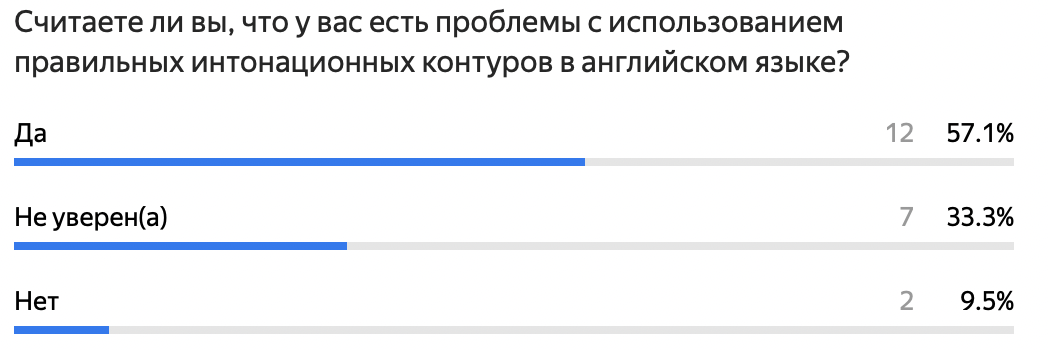 Считаете ли вы, что у вас есть проблемы с использованием
правильных интонационных контуров в английском языке?
Да 12 57.1%
Не уверен(а) 7 33.3%
Нет 2 9.5%